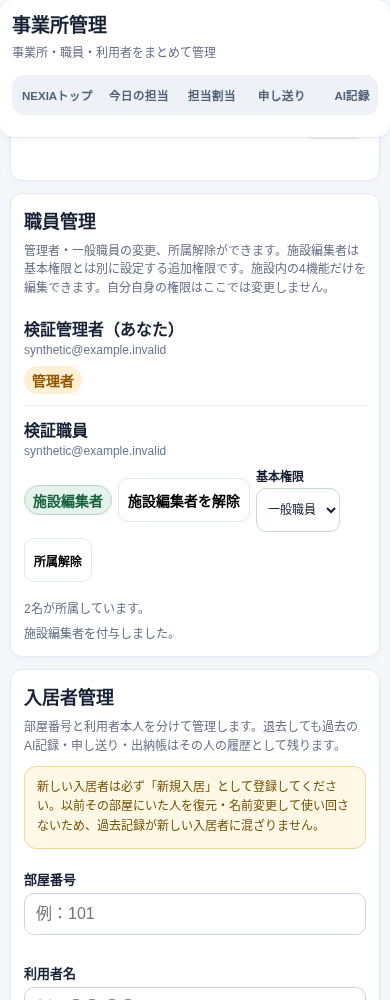 事業所管理
事業所・職員・利用者をまとめて管理
NEXIAトップ 今日の担当 担当割当 申し送り AI記録
職員管理
管理者・一般職員の変更、所属解除ができます。施設編集者は
基本権限とは別に設定する追加権限です。施設内の4機能だけを
編集できます。自分自身の権限はここでは変更しません。
検証管理者（あなた）
synthetic@example.invalid
管理者
検証職員
synthetic@example.invalid
基本権限
施設編集者 施設編集者を解除 一般職員
所属解除
2名が所属しています。
施設編集者を付与しました。
入居者管理
部屋番号と利用者本人を分けて管理します。退去しても過去の
AI記録・申し送り・出納帳はその人の履歴として残ります。
新しい入居者は必ず「新規入居」として登録してくださ
い。以前その部屋にいた人を復元・名前変更して使い回さ
ないため、過去記録が新しい入居者に混ざりません。
部屋番号
例：101
利用者名